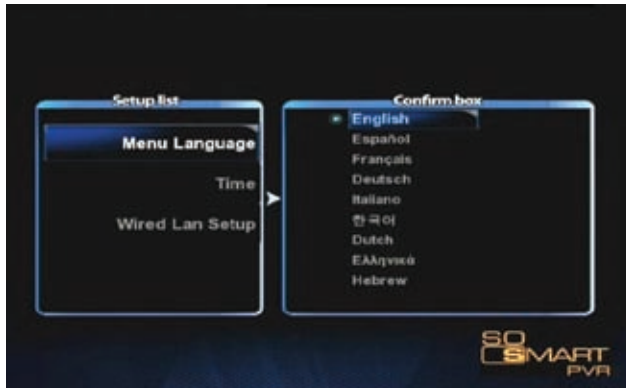 Setup list
Menu Language
Time
Wired Lan Setup
Confirm box
English
Español
Français
Deutsch
Italiano
한국어
Dutch
Ελληνικά
Hebrew
SO
SMART
PVR